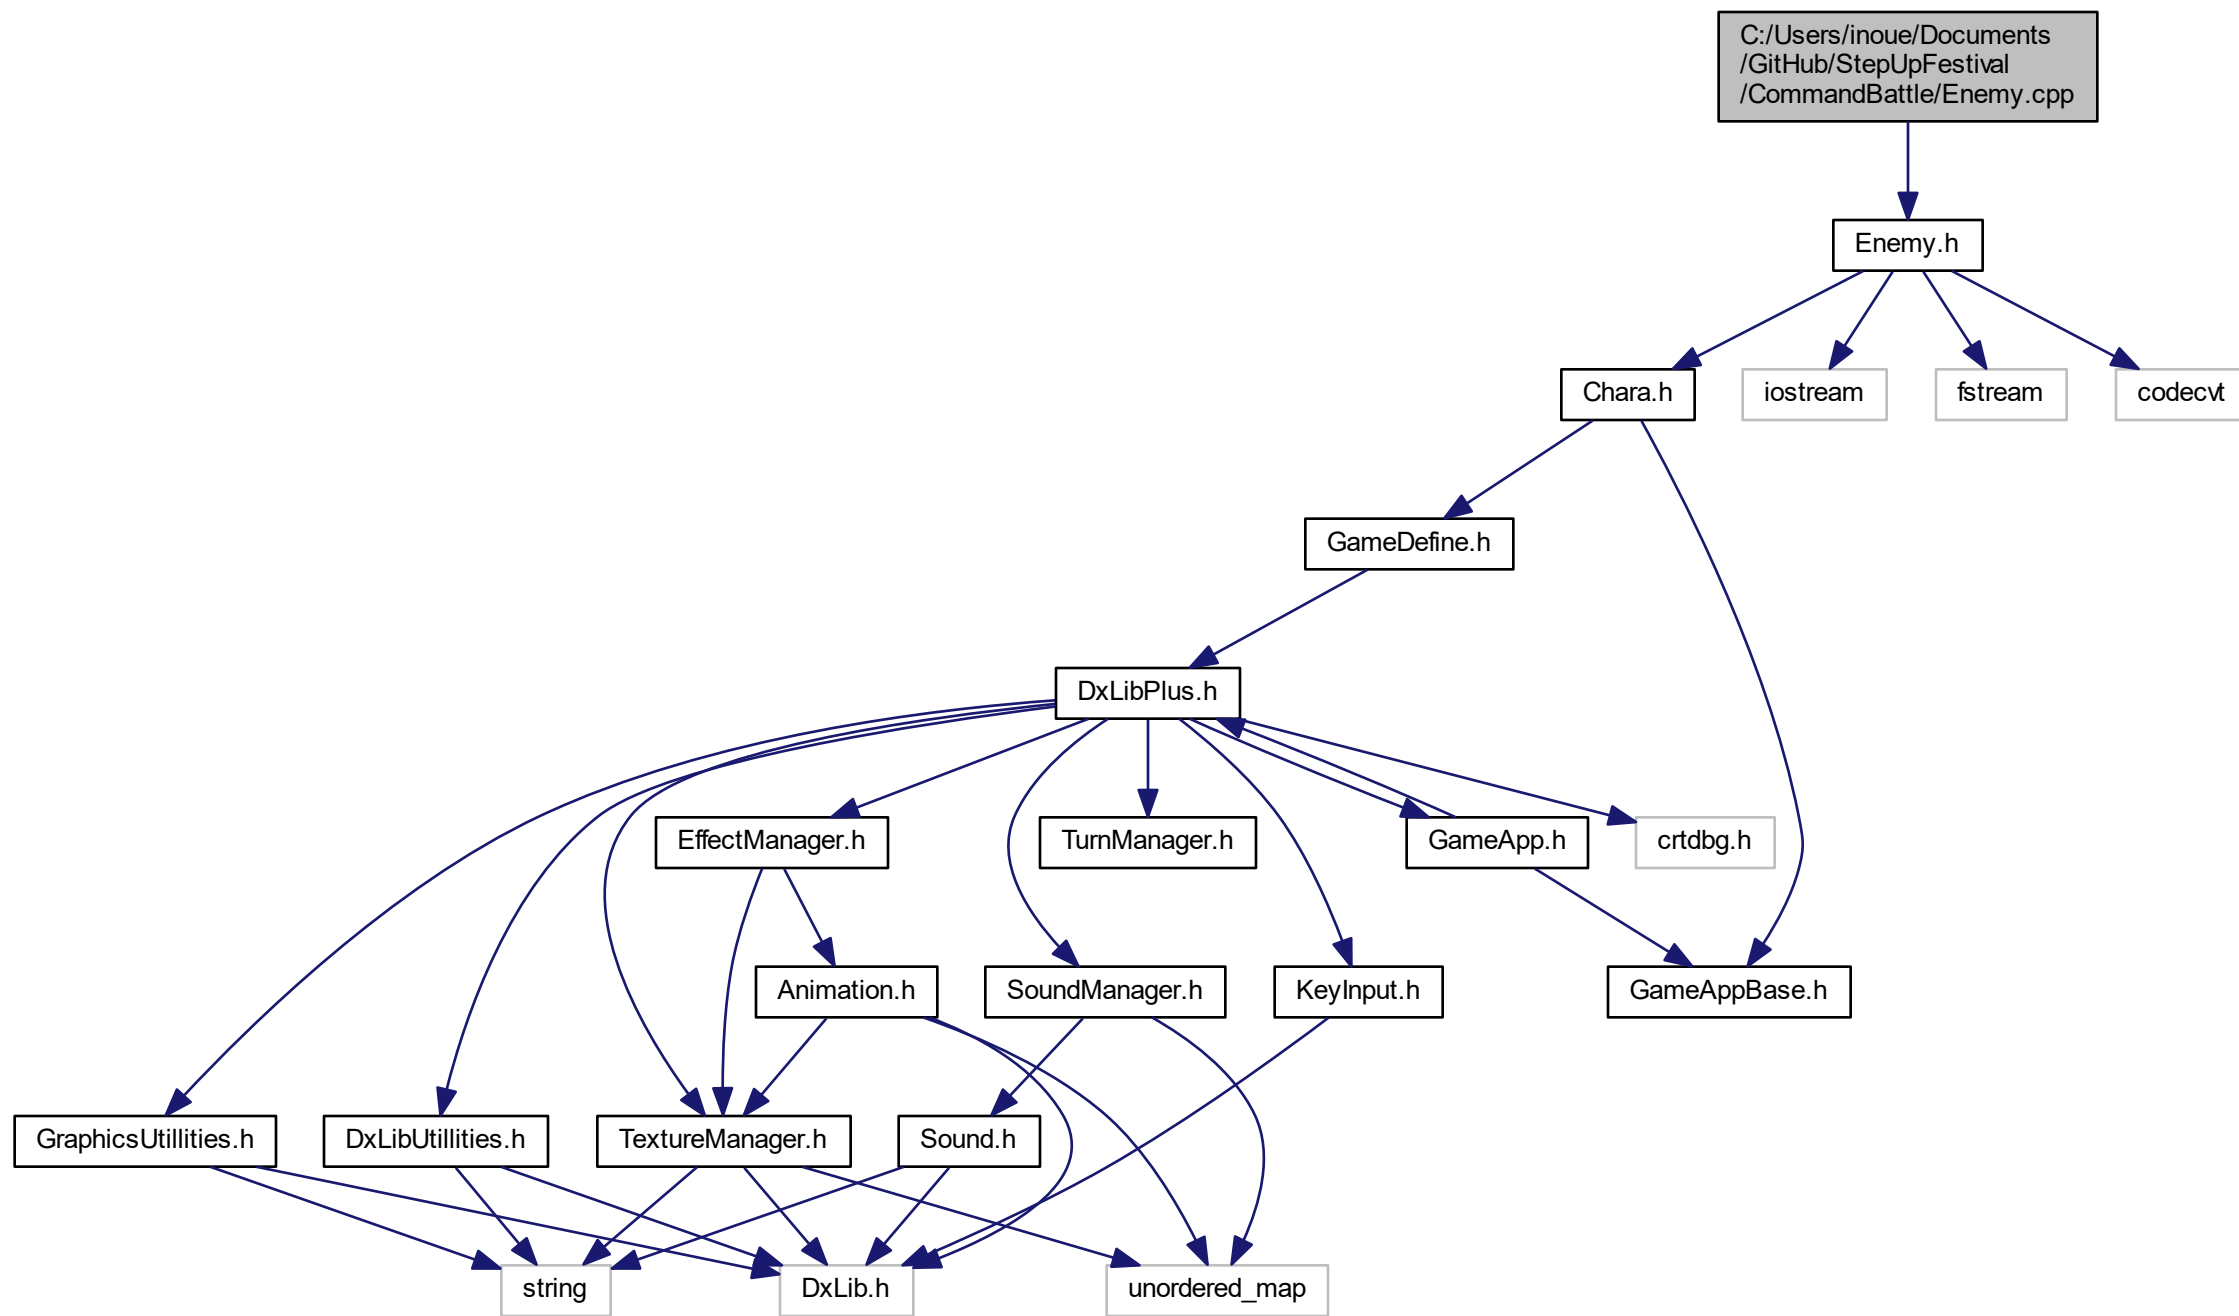 C:/Users/inoue/Documents
/GitHub/StepUpFestival
/CommandBattle/Enemy.cpp
Enemy.h
Chara.h
iostream
fstream
codecvt
GameDefine.h
DxLibPlus.h
EffectManager.h
TurnManager.h
GameApp.h
crtdbg.h
Animation.h
SoundManager.h
KeyInput.h
GameAppBase.h
GraphicsUtillities.h
DxLibUtillities.h
TextureManager.h
Sound.h
string
DxLib.h
unordered_map